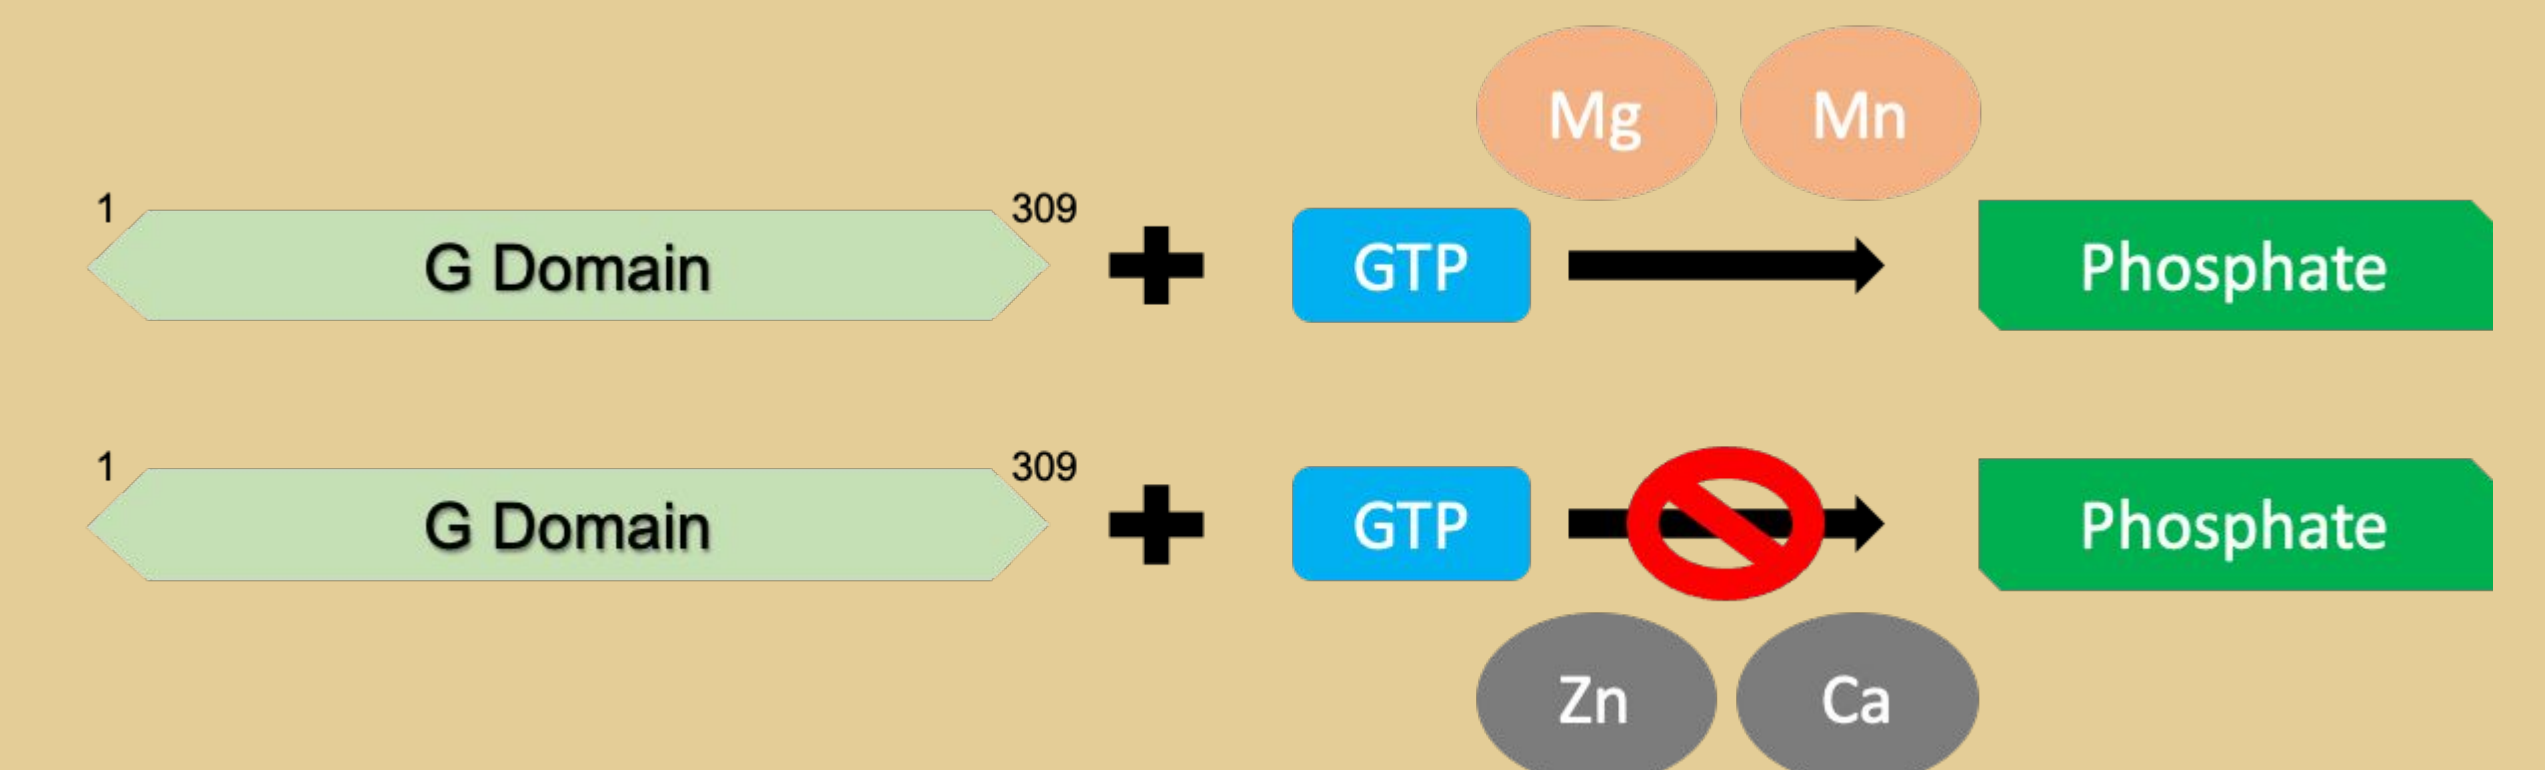 Mg Mn
1 309
G Domain GTP Phosphate
1 309
G Domain GTP Phosphate
Zn Ca